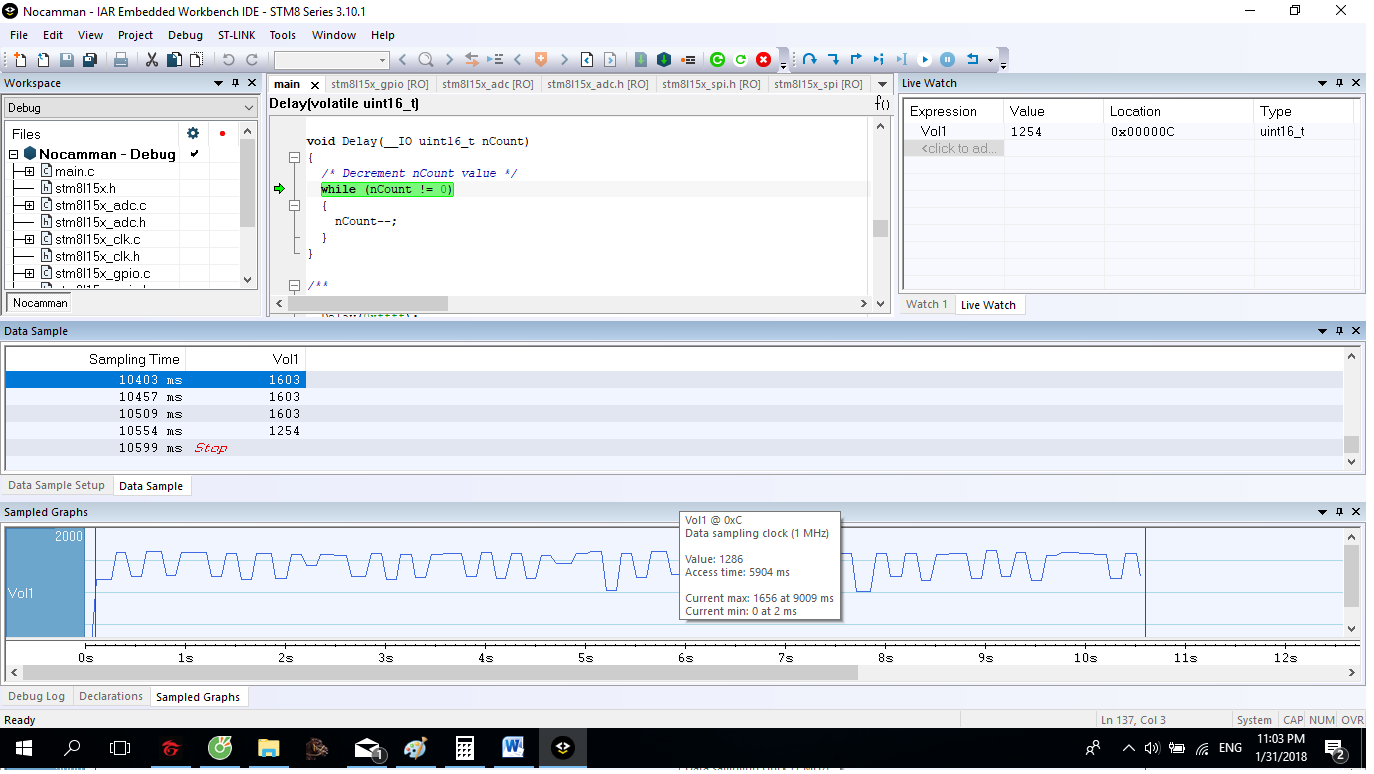 Nocamman - IAR Embedded Workbench IDE - STM8 Series 3.10.1
File Edit View Project Debug ST-LINK Tools Window Help
Workspace
Debug
Files
Nocamman - Debug
main.c
stm8l15x.h
stm8l15x_adc.c
stm8l15x_adc.h
stm8l15x_clk.c
stm8l15x_clk.h
stm8l15x_gpio.c
Nocamman
main stm8l15x_gpio [RO] stm8l15x_adc [RO] stm8l15x_adc.h [RO] stm8l15x_spi.h [RO] stm8l15x_spi [RO]
Delay(volatile uint16_t)
f()
void Delay(__IO uint16_t nCount)
{
/* Decrement nCount value */
while (nCount != 0)
{
nCount--;
}
}
/**
Delay(0xffff);
Live Watch
Expression Value Location Type
Vol1 1254 0x00000C uint16_t
<click to ad...
Watch 1 Live Watch
Data Sample
Sampling Time Vol1
10403 ms 1603
10457 ms 1603
10509 ms 1603
10554 ms 1254
10599 ms Stop
Data Sample Setup Data Sample
Sampled Graphs
2000
Vol1
Vol1 @ 0xC
Data sampling clock (1 MHz)
Value: 1286
Access time: 5904 ms
Current max: 1656 at 9009 ms
Current min: 0 at 2 ms
0s 1s 2s 3s 4s 5s 6s 7s 8s 9s 10s 11s 12s
Debug Log Declarations Sampled Graphs
Ready
Ln 137, Col 3 System CAP NUM OVR
1
ENG
11:03 PM
1/31/2018
2